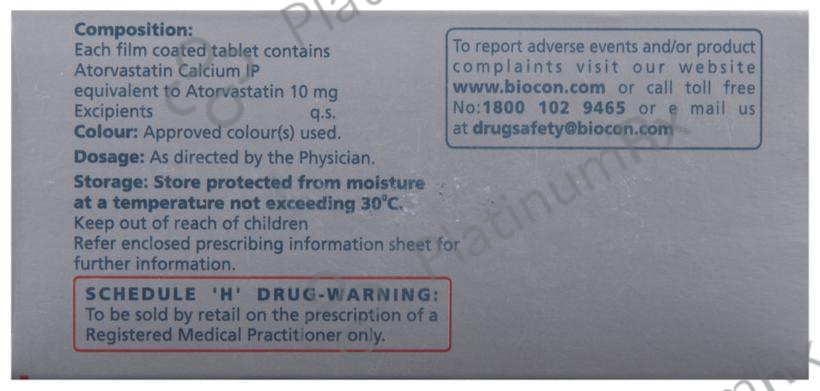 Composition:
Each film coated tablet contains
Atorvastatin Calcium IP
equivalent to Atorvastatin 10 mg
Excipients q.s.
Colour: Approved colour(s) used.
Dosage: As directed by the Physician.
Storage: Store protected from moisture
at a temperature not exceeding 30°C.
Keep out of reach of children
Refer enclosed prescribing information sheet for
further information.
SCHEDULE 'H' DRUG-WARNING:
To be sold by retail on the prescription of a
Registered Medical Practitioner only.
To report adverse events and/or product
complaints visit our website
www.biocon.com or call toll free
No:1800 102 9465 or e mail us
at drugsafety@biocon.com
PlatinumRx
PlatinumRx